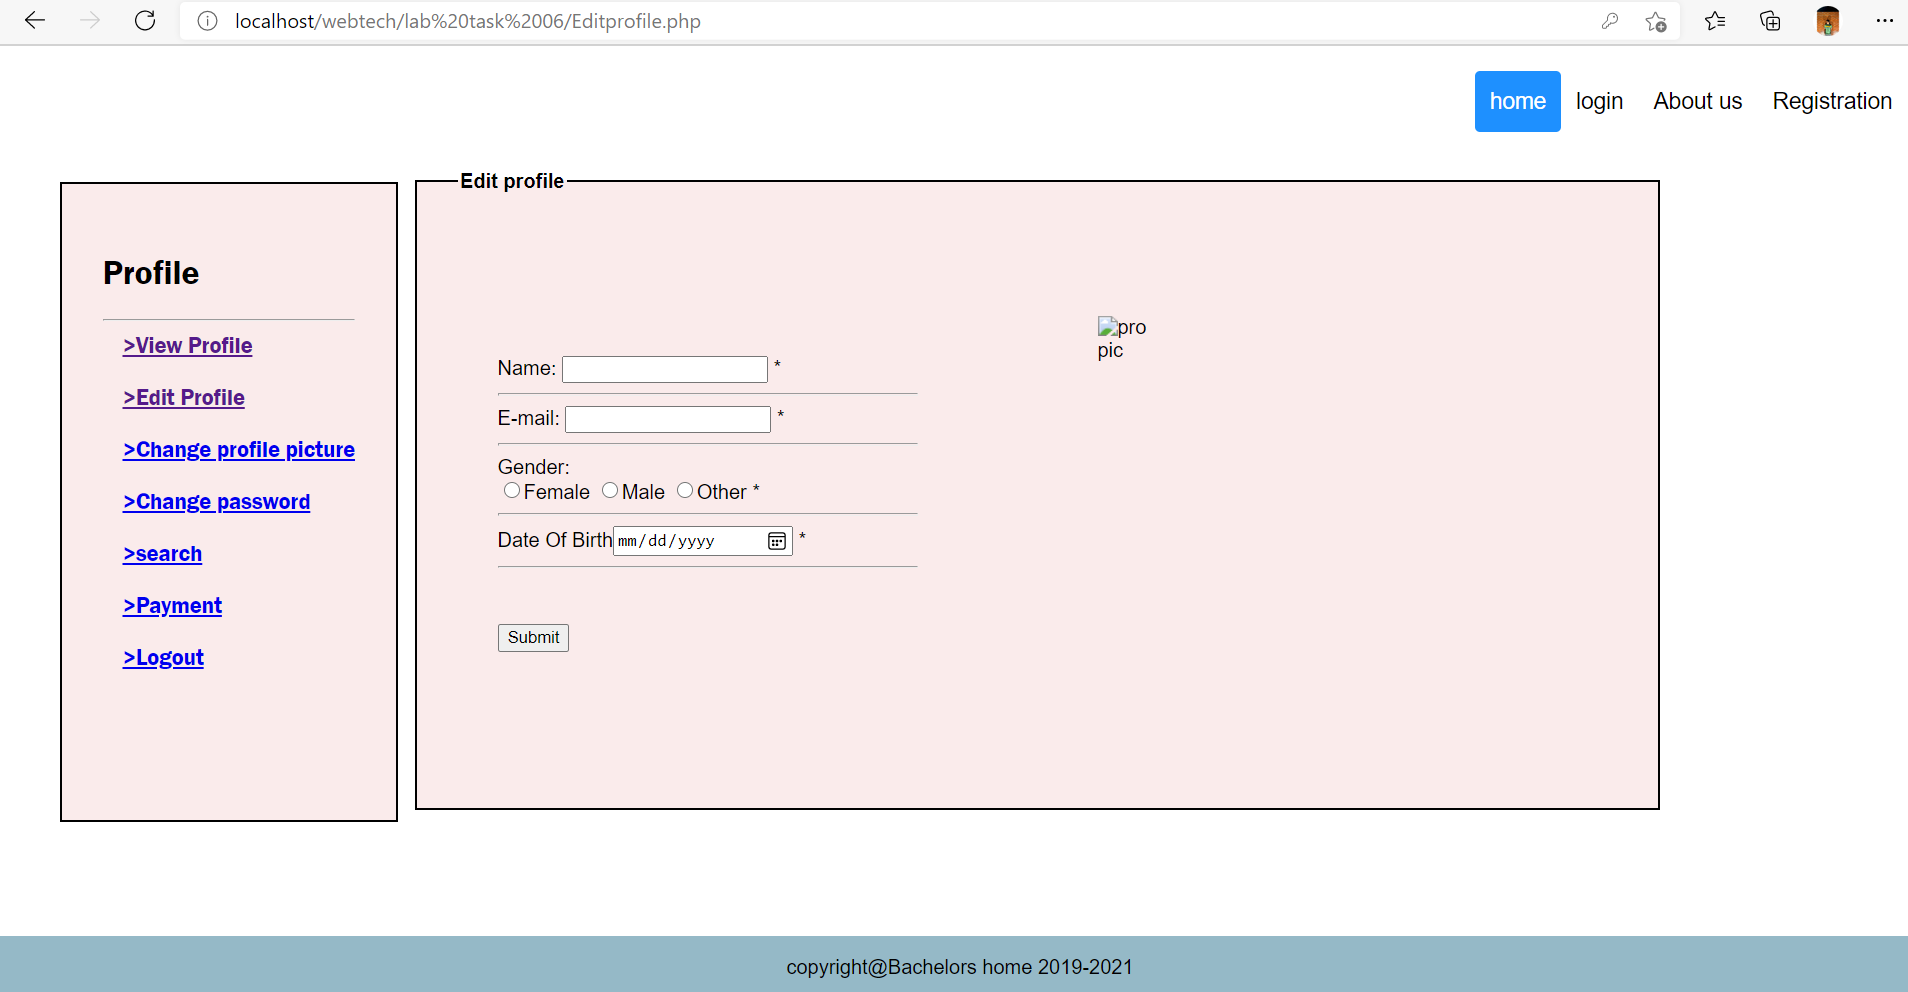 localhost/webtech/lab%20task%2006/Editprofile.php
home login About us Registration
Profile
>View Profile
>Edit Profile
>Change profile picture
>Change password
>search
>Payment
>Logout
Edit profile
pro
pic
Name: *
E-mail: *
Gender:
Female Male Other *
Date Of Birth mm/dd/yyyy *
Submit
copyright@Bachelors home 2019-2021